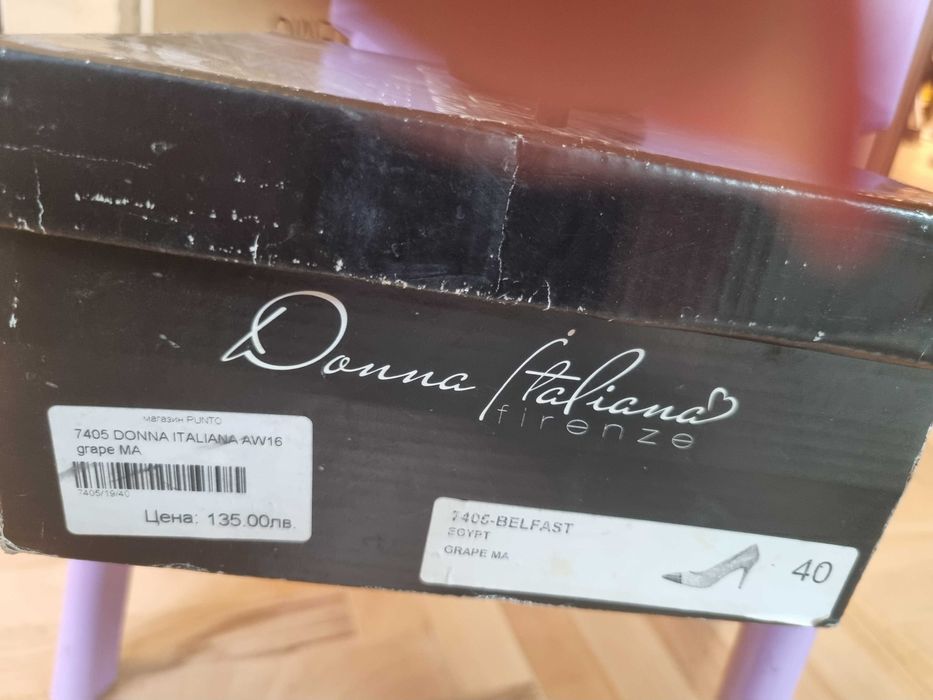 Donna Italiana
firenze
магазин PUNTO
7405 DONNA ITALIANA AW16
grape MA
7405/19/40
Цена: 135.00лв.
7405-BELFAST
EGYPT
GRAPE MA
40